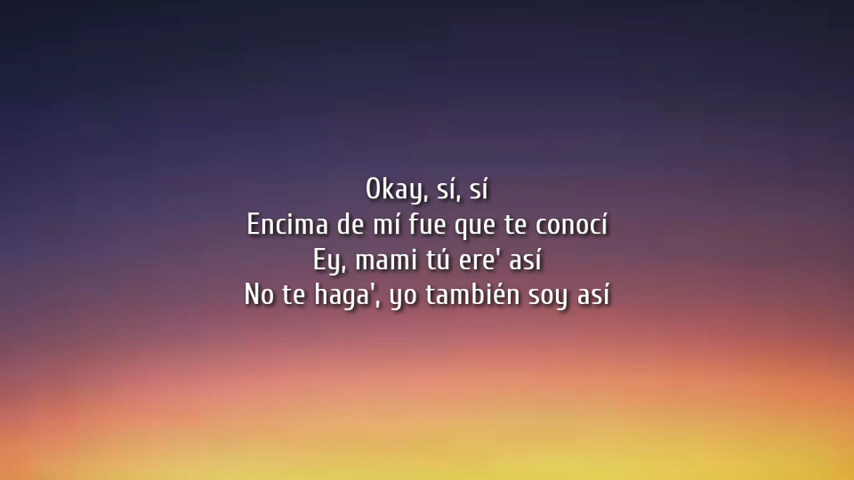 Okay, sí, sí
Encima de mí fue que te conocí
Ey, mami tú ere' así
No te haga', yo también soy así